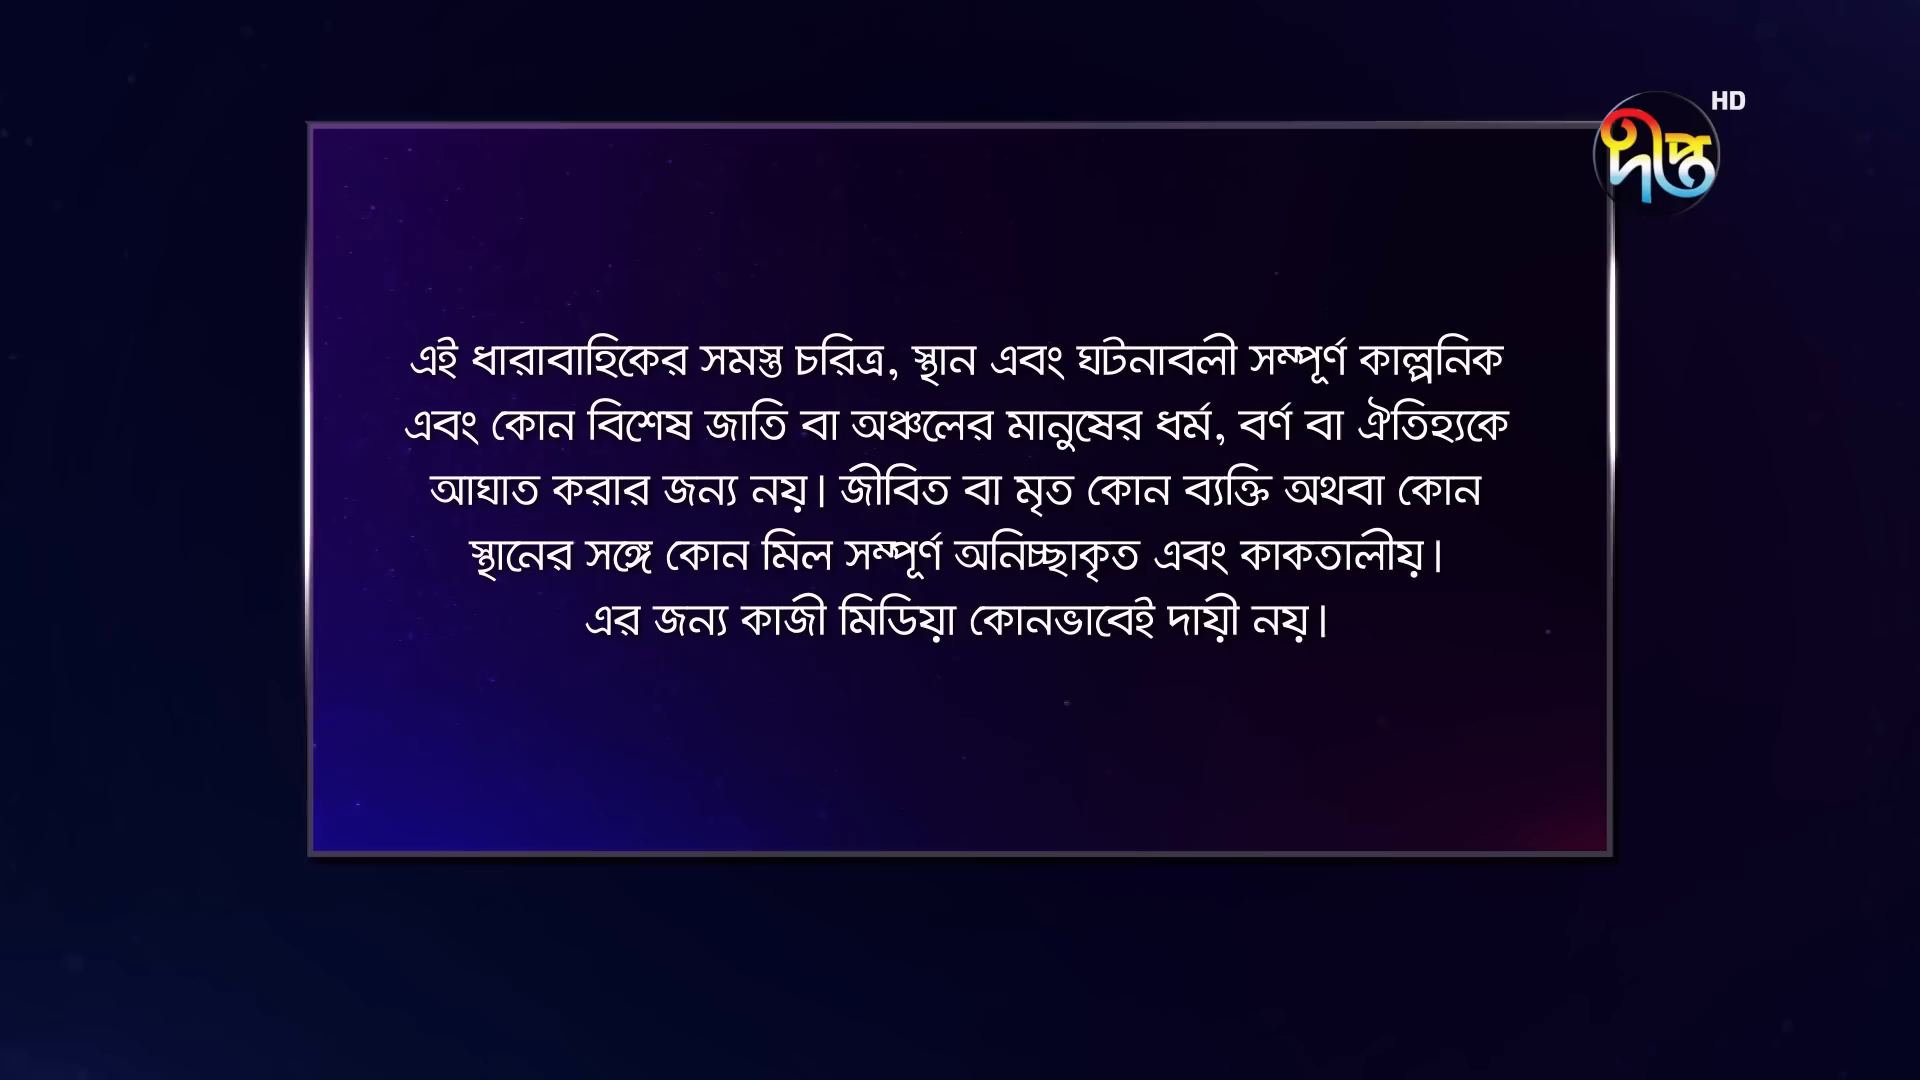 HD
দীপ্ত
এই ধারাবাহিকের সমস্ত চরিত্র, স্থান এবং ঘটনাবলী সম্পূর্ণ কাল্পনিক
এবং কোন বিশেষ জাতি বা অঞ্চলের মানুষের ধর্ম, বর্ণ বা ঐতিহ্যকে
আঘাত করার জন্য নয়। জীবিত বা মৃত কোন ব্যক্তি অথবা কোন
স্থানের সঙ্গে কোন মিল সম্পূর্ণ অনিচ্ছাকৃত এবং কাকতালীয়।
এর জন্য কাজী মিডিয়া কোনভাবেই দায়ী নয়।